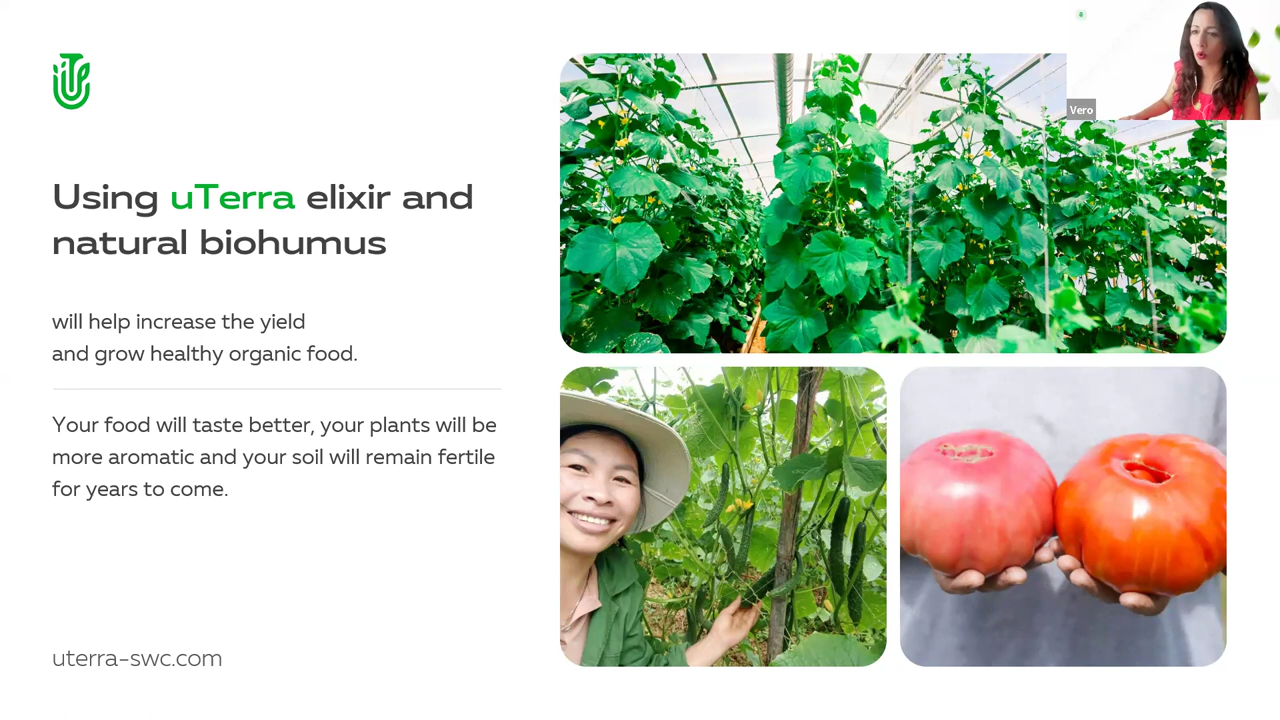 Using uTerra elixir and
natural biohumus
will help increase the yield
and grow healthy organic food.
Your food will taste better, your plants will be
more aromatic and your soil will remain fertile
for years to come.
uterra-swc.com
Vero